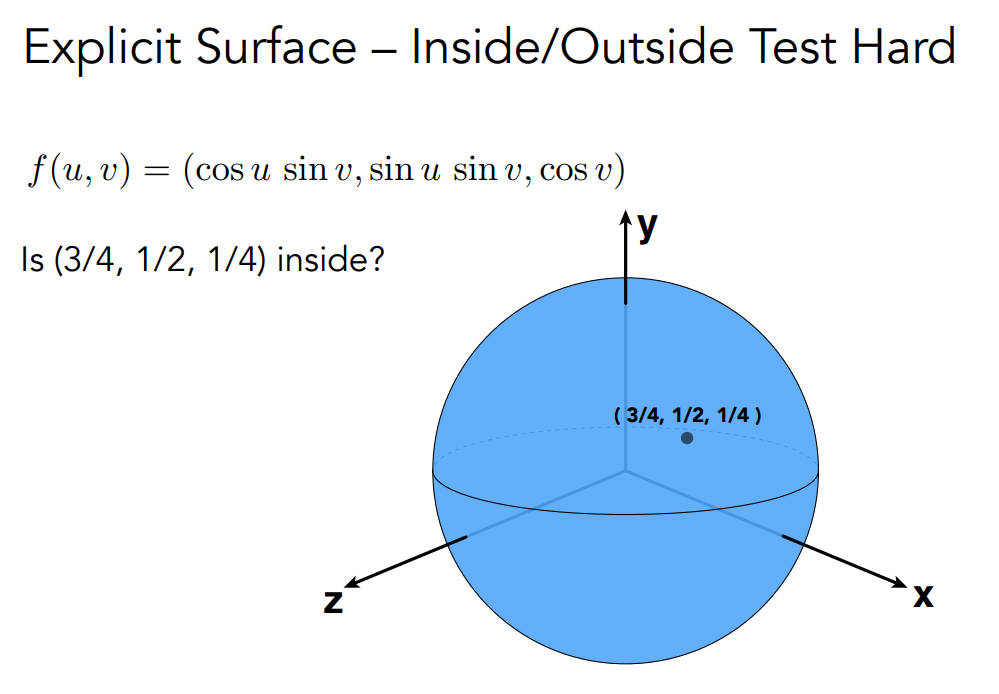 Explicit Surface – Inside/Outside Test Hard
f(u, v) = (cos u sin v, sin u sin v, cos v)
Is (3/4, 1/2, 1/4) inside?
y
( 3/4, 1/2, 1/4 )
z
x